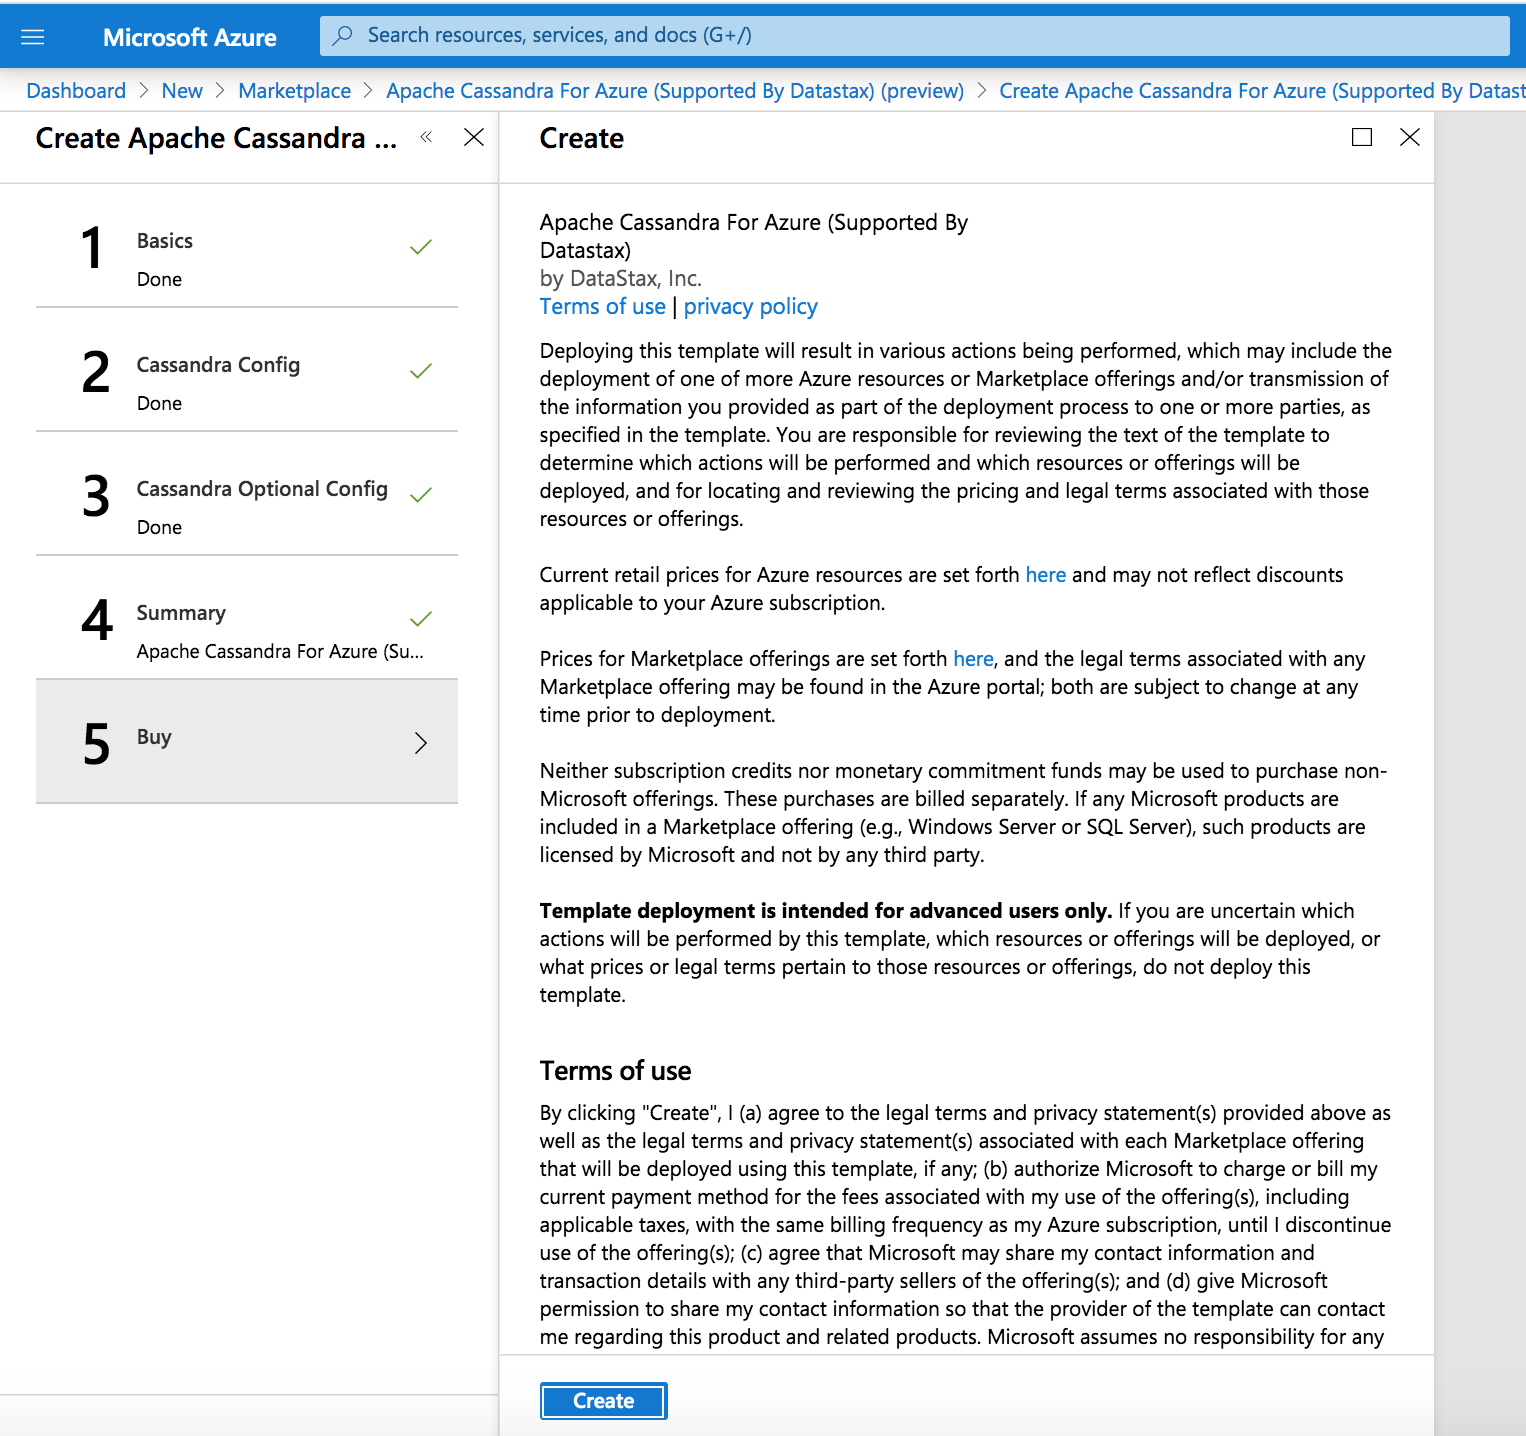 Microsoft Azure
Search resources, services, and docs (G+/)
Dashboard > New > Marketplace > Apache Cassandra For Azure (Supported By Datastax) (preview) > Create Apache Cassandra For Azure (Supported By Datast
Create Apache Cassandra ...
1 Basics
Done
2 Cassandra Config
Done
3 Cassandra Optional Config
Done
4 Summary
Apache Cassandra For Azure (Su...
5 Buy
Create
Apache Cassandra For Azure (Supported By
Datastax)
by DataStax, Inc.
Terms of use | privacy policy
Deploying this template will result in various actions being performed, which may include the
deployment of one of more Azure resources or Marketplace offerings and/or transmission of
the information you provided as part of the deployment process to one or more parties, as
specified in the template. You are responsible for reviewing the text of the template to
determine which actions will be performed and which resources or offerings will be
deployed, and for locating and reviewing the pricing and legal terms associated with those
resources or offerings.
Current retail prices for Azure resources are set forth here and may not reflect discounts
applicable to your Azure subscription.
Prices for Marketplace offerings are set forth here, and the legal terms associated with any
Marketplace offering may be found in the Azure portal; both are subject to change at any
time prior to deployment.
Neither subscription credits nor monetary commitment funds may be used to purchase non-
Microsoft offerings. These purchases are billed separately. If any Microsoft products are
included in a Marketplace offering (e.g., Windows Server or SQL Server), such products are
licensed by Microsoft and not by any third party.
Template deployment is intended for advanced users only. If you are uncertain which
actions will be performed by this template, which resources or offerings will be deployed, or
what prices or legal terms pertain to those resources or offerings, do not deploy this
template.
Terms of use
By clicking "Create", I (a) agree to the legal terms and privacy statement(s) provided above as
well as the legal terms and privacy statement(s) associated with each Marketplace offering
that will be deployed using this template, if any; (b) authorize Microsoft to charge or bill my
current payment method for the fees associated with my use of the offering(s), including
applicable taxes, with the same billing frequency as my Azure subscription, until I discontinue
use of the offering(s); (c) agree that Microsoft may share my contact information and
transaction details with any third-party sellers of the offering(s); and (d) give Microsoft
permission to share my contact information so that the provider of the template can contact
me regarding this product and related products. Microsoft assumes no responsibility for any
Create